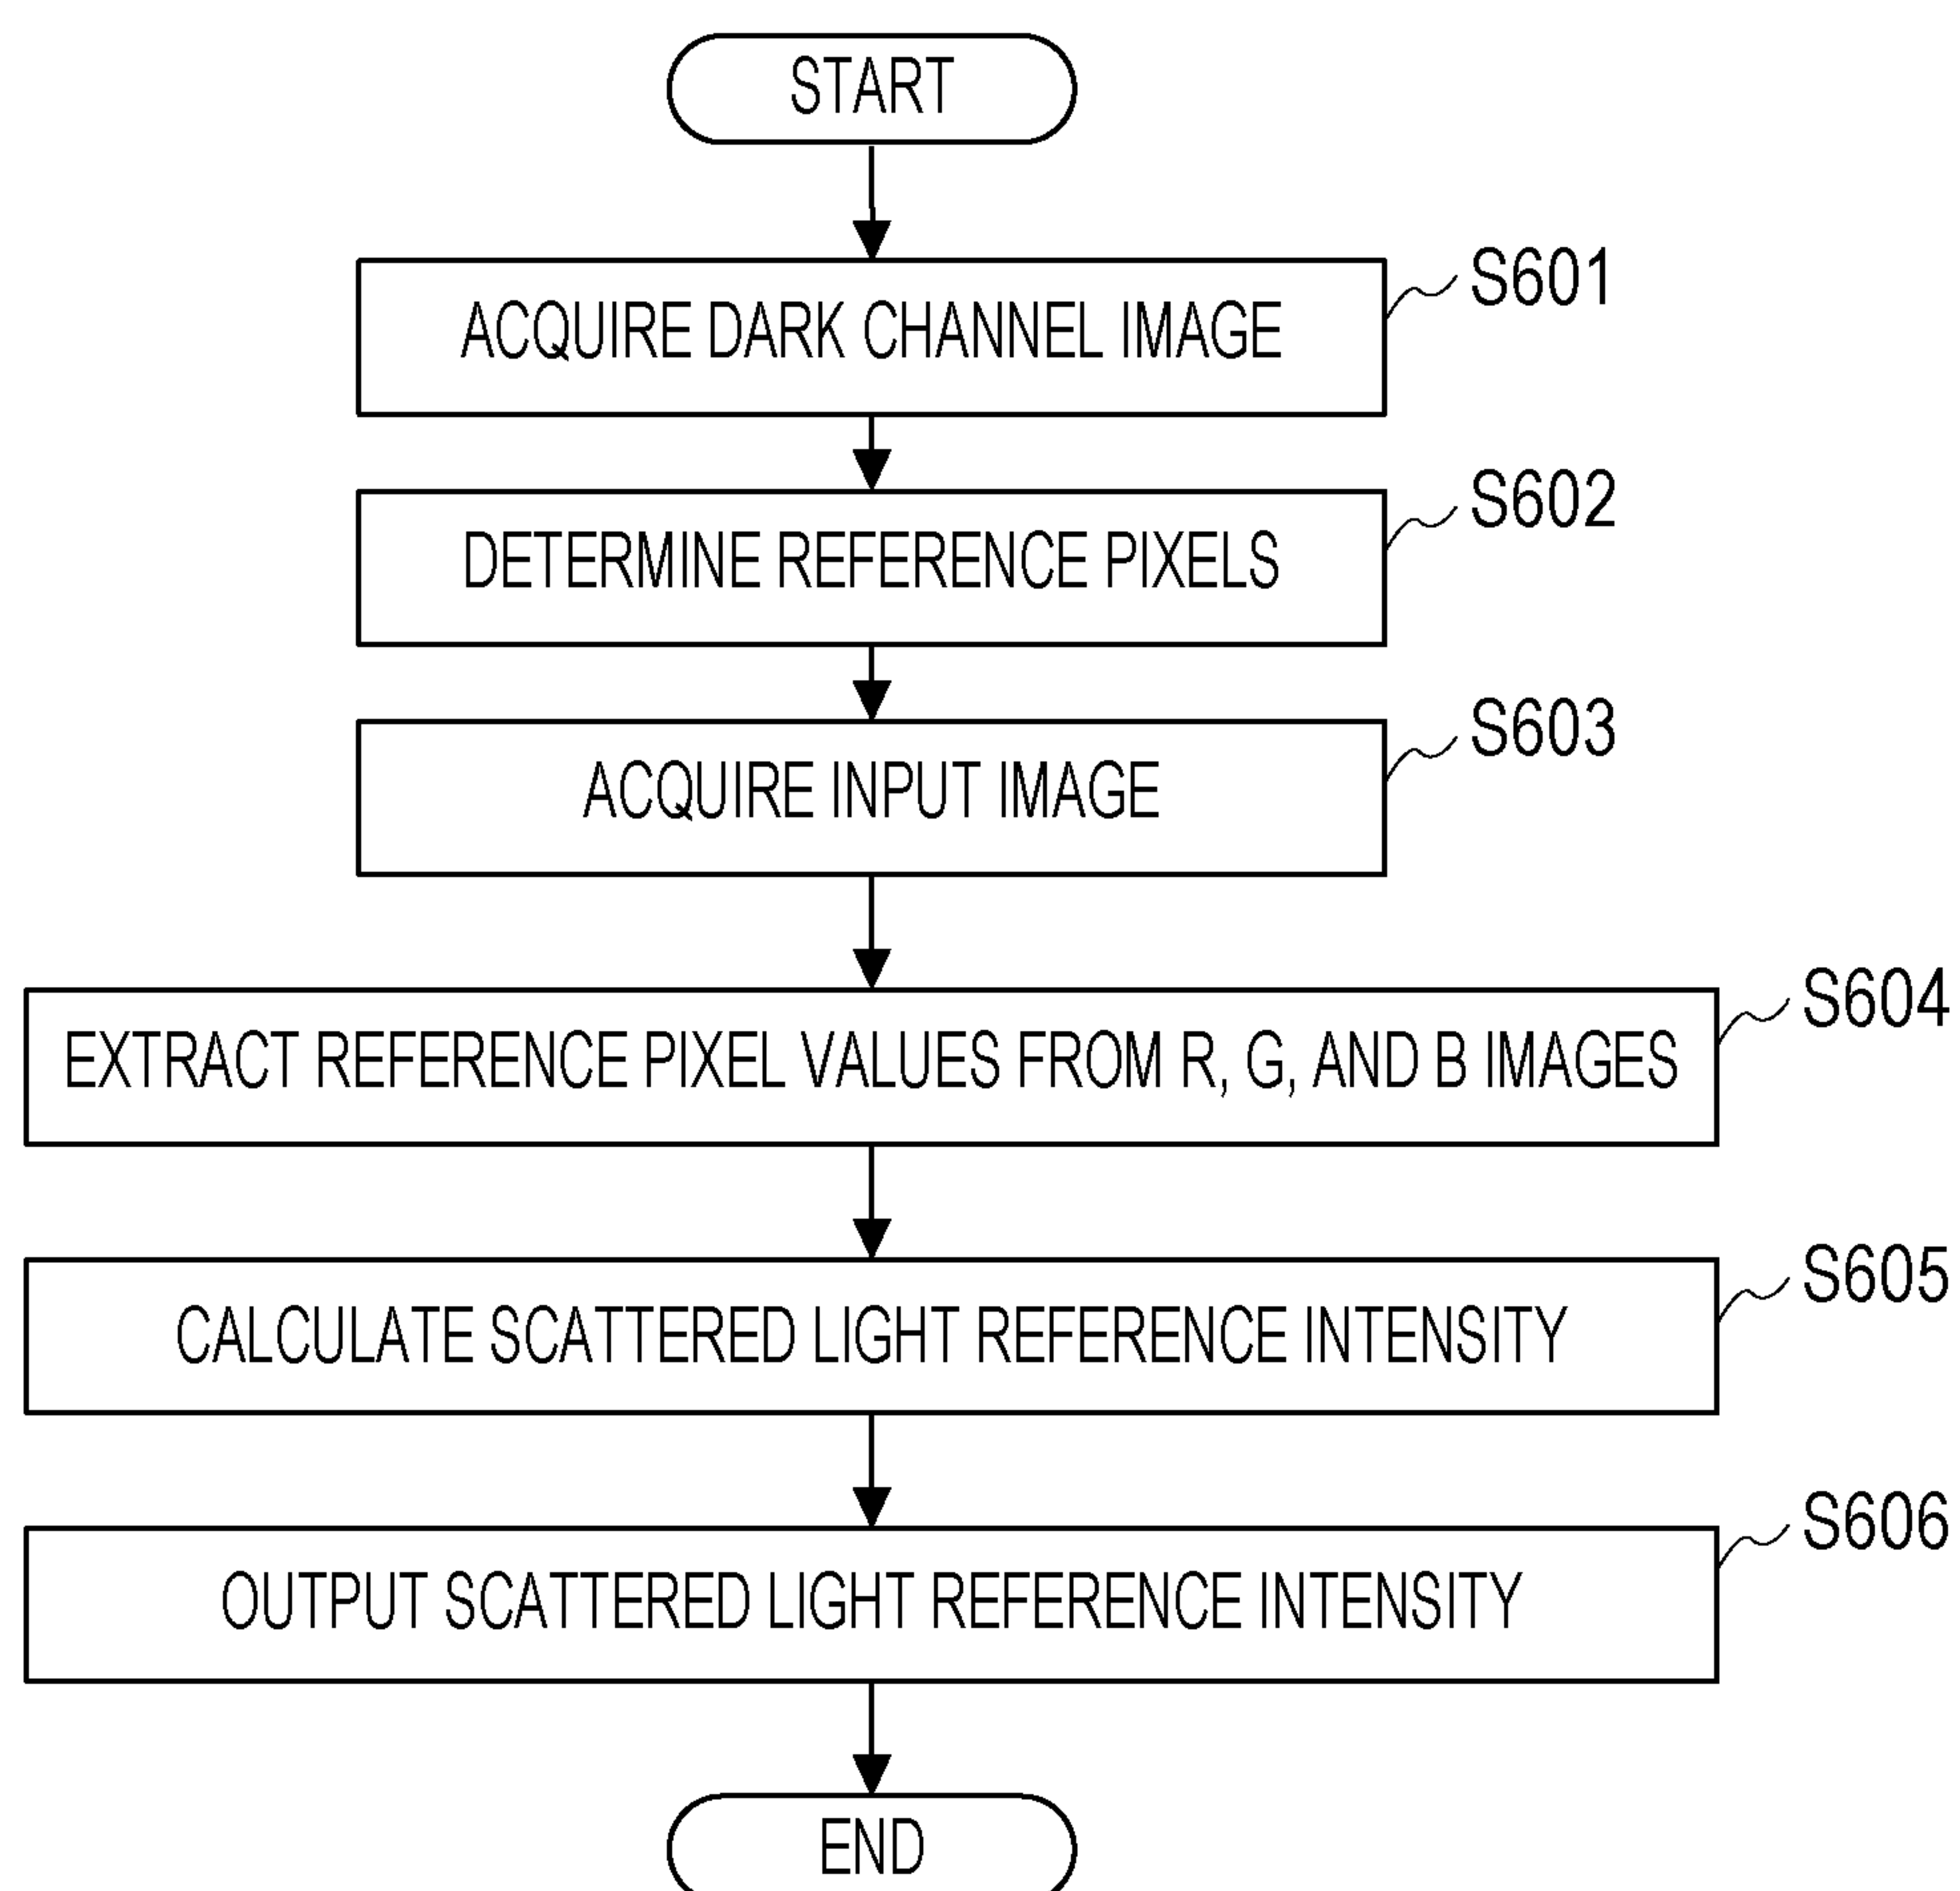 START
ACQUIRE DARK CHANNEL IMAGE
S601
DETERMINE REFERENCE PIXELS
S602
ACQUIRE INPUT IMAGE
S603
EXTRACT REFERENCE PIXEL VALUES FROM R, G, AND B IMAGES
S604
CALCULATE SCATTERED LIGHT REFERENCE INTENSITY
S605
OUTPUT SCATTERED LIGHT REFERENCE INTENSITY
S606
END